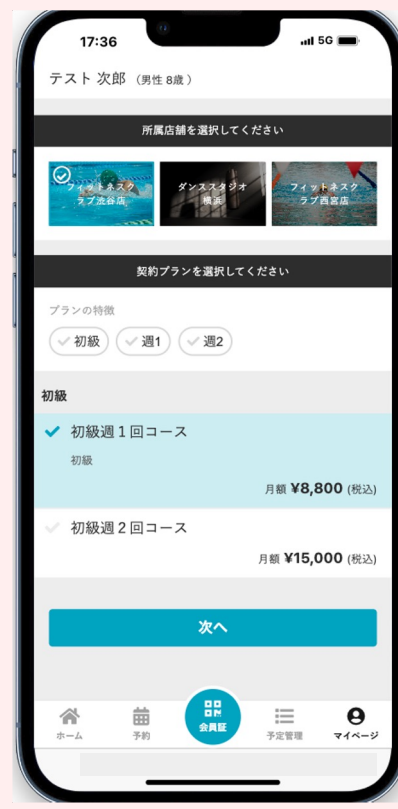 17:36
5G
テスト 次郎 (男性 8歳)
所属店舗を選択してください
フィットネスク
ラブ渋谷店
ダンススタジオ
横浜
フィットネスク
ラブ西宮店
契約プランを選択してください
プランの特徴
初級 週1 週2
初級
初級週1回コース
初級
月額 ¥8,800 (税込)
初級週2回コース
月額 ¥15,000 (税込)
次へ
ホーム 予約 会員証 予定管理 マイページ